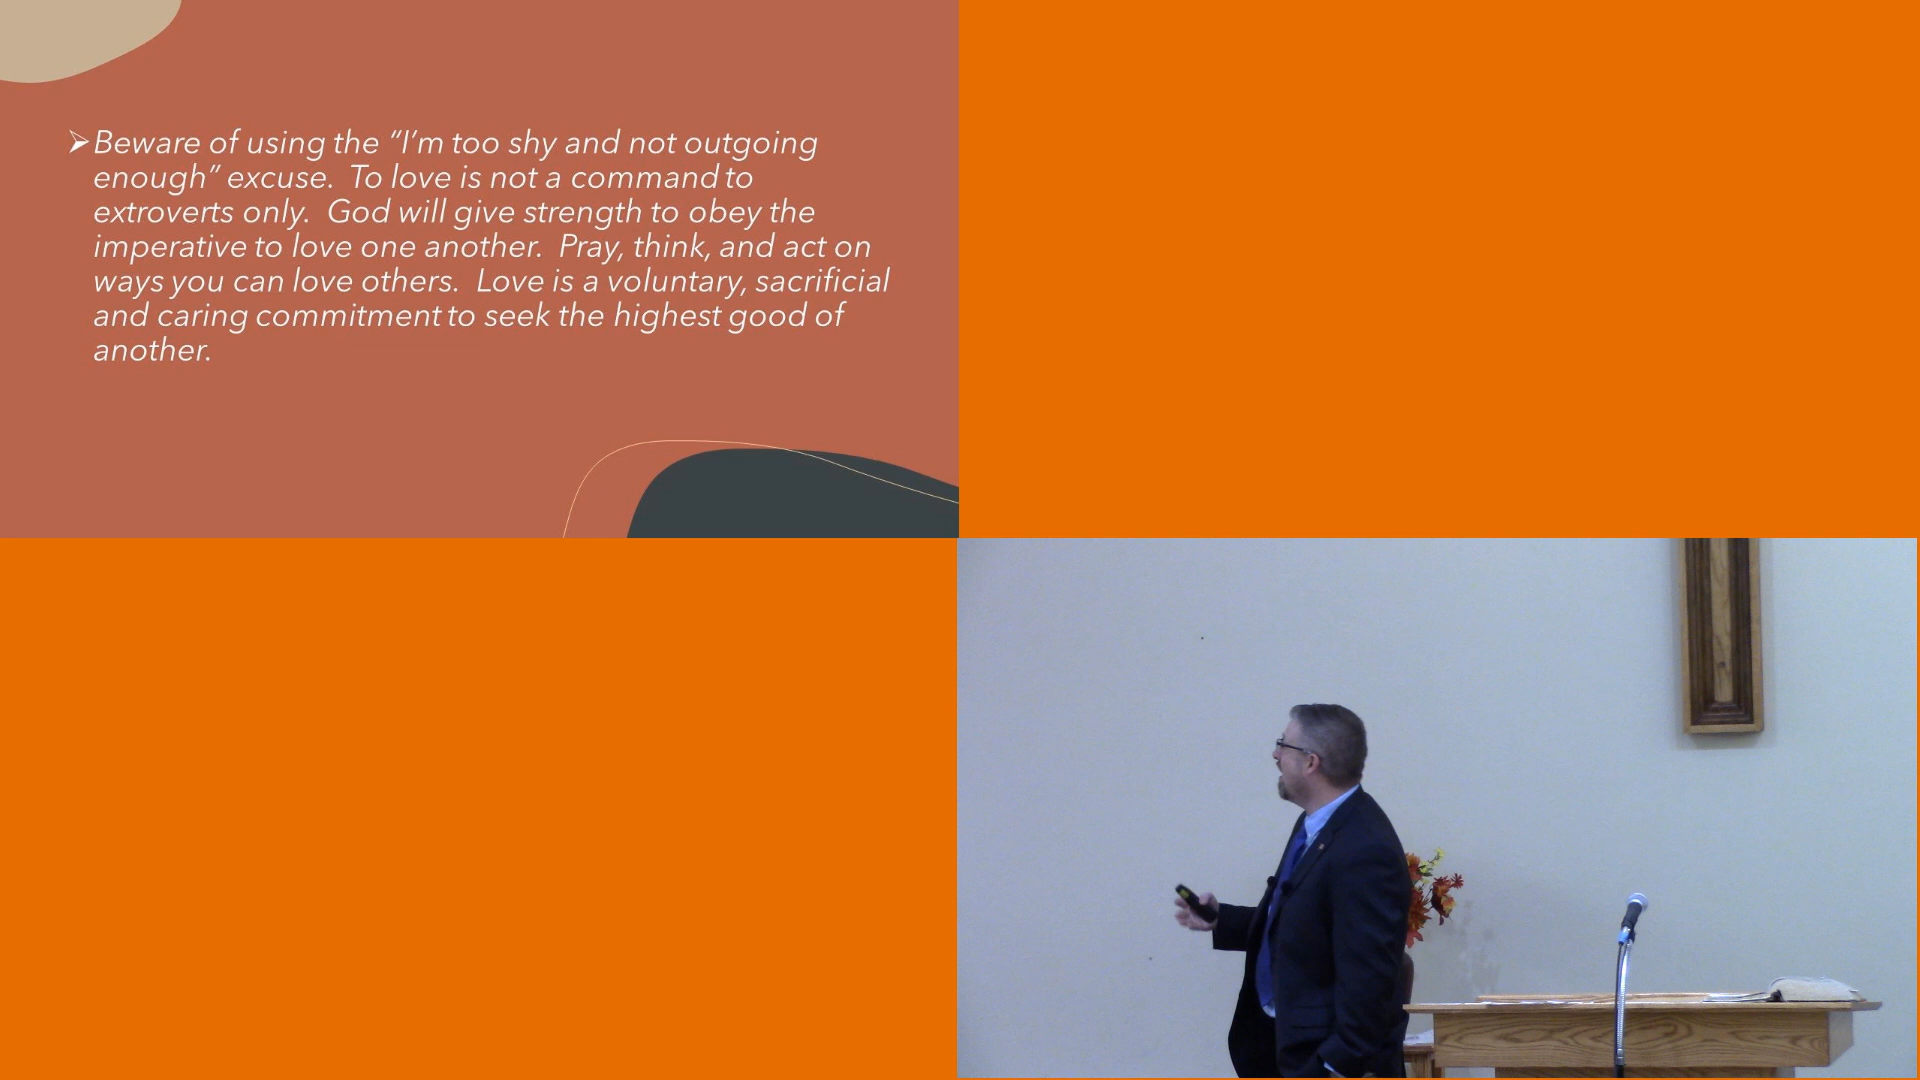 ➢Beware of using the “I’m too shy and not outgoing
enough” excuse.  To love is not a command to
extroverts only.  God will give strength to obey the
imperative to love one another.  Pray, think, and act on
ways you can love others.  Love is a voluntary, sacrificial
and caring commitment to seek the highest good of
another.